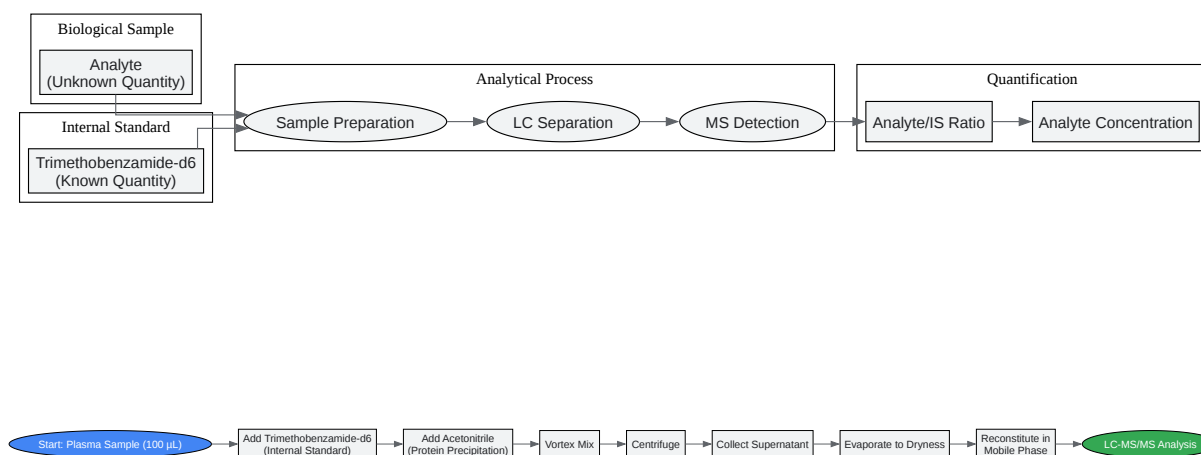 Biological Sample
Analyte
(Unknown Quantity)
Internal Standard
Trimethobenzamide-d6
(Known Quantity)
Analytical Process
Sample Preparation
LC Separation
MS Detection
Quantification
Analyte/IS Ratio
Analyte Concentration
Start: Plasma Sample (100 µL)
Add Trimethobenzamide-d6
(Internal Standard)
Add Acetonitrile
(Protein Precipitation)
Vortex Mix
Centrifuge
Collect Supernatant
Evaporate to Dryness
Reconstitute in
Mobile Phase
LC-MS/MS Analysis